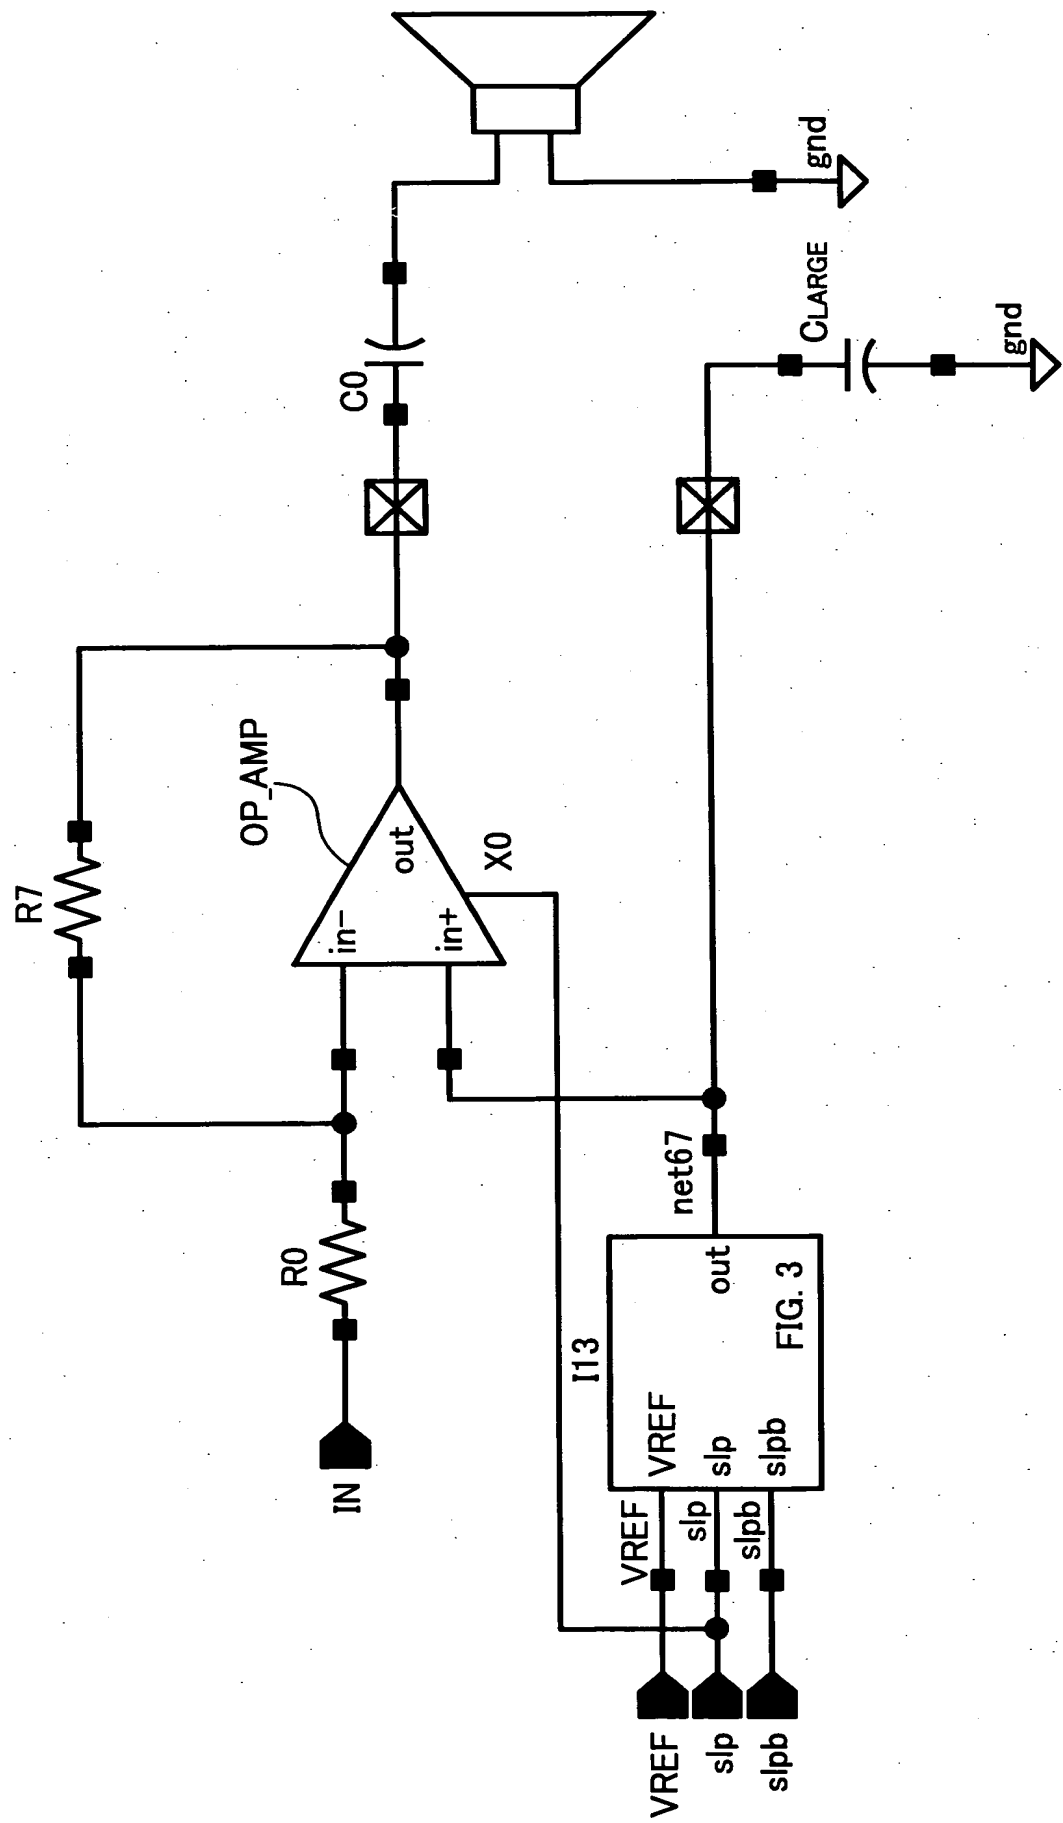 R7
OP_AMP
in-
in+
out
X0
R0
IN
C0
gnd
CLARGE
gnd
net67
I13
VREF
slp
slpb
out
FIG. 3
VREF
slp
slpb
VREF
slp
slpb